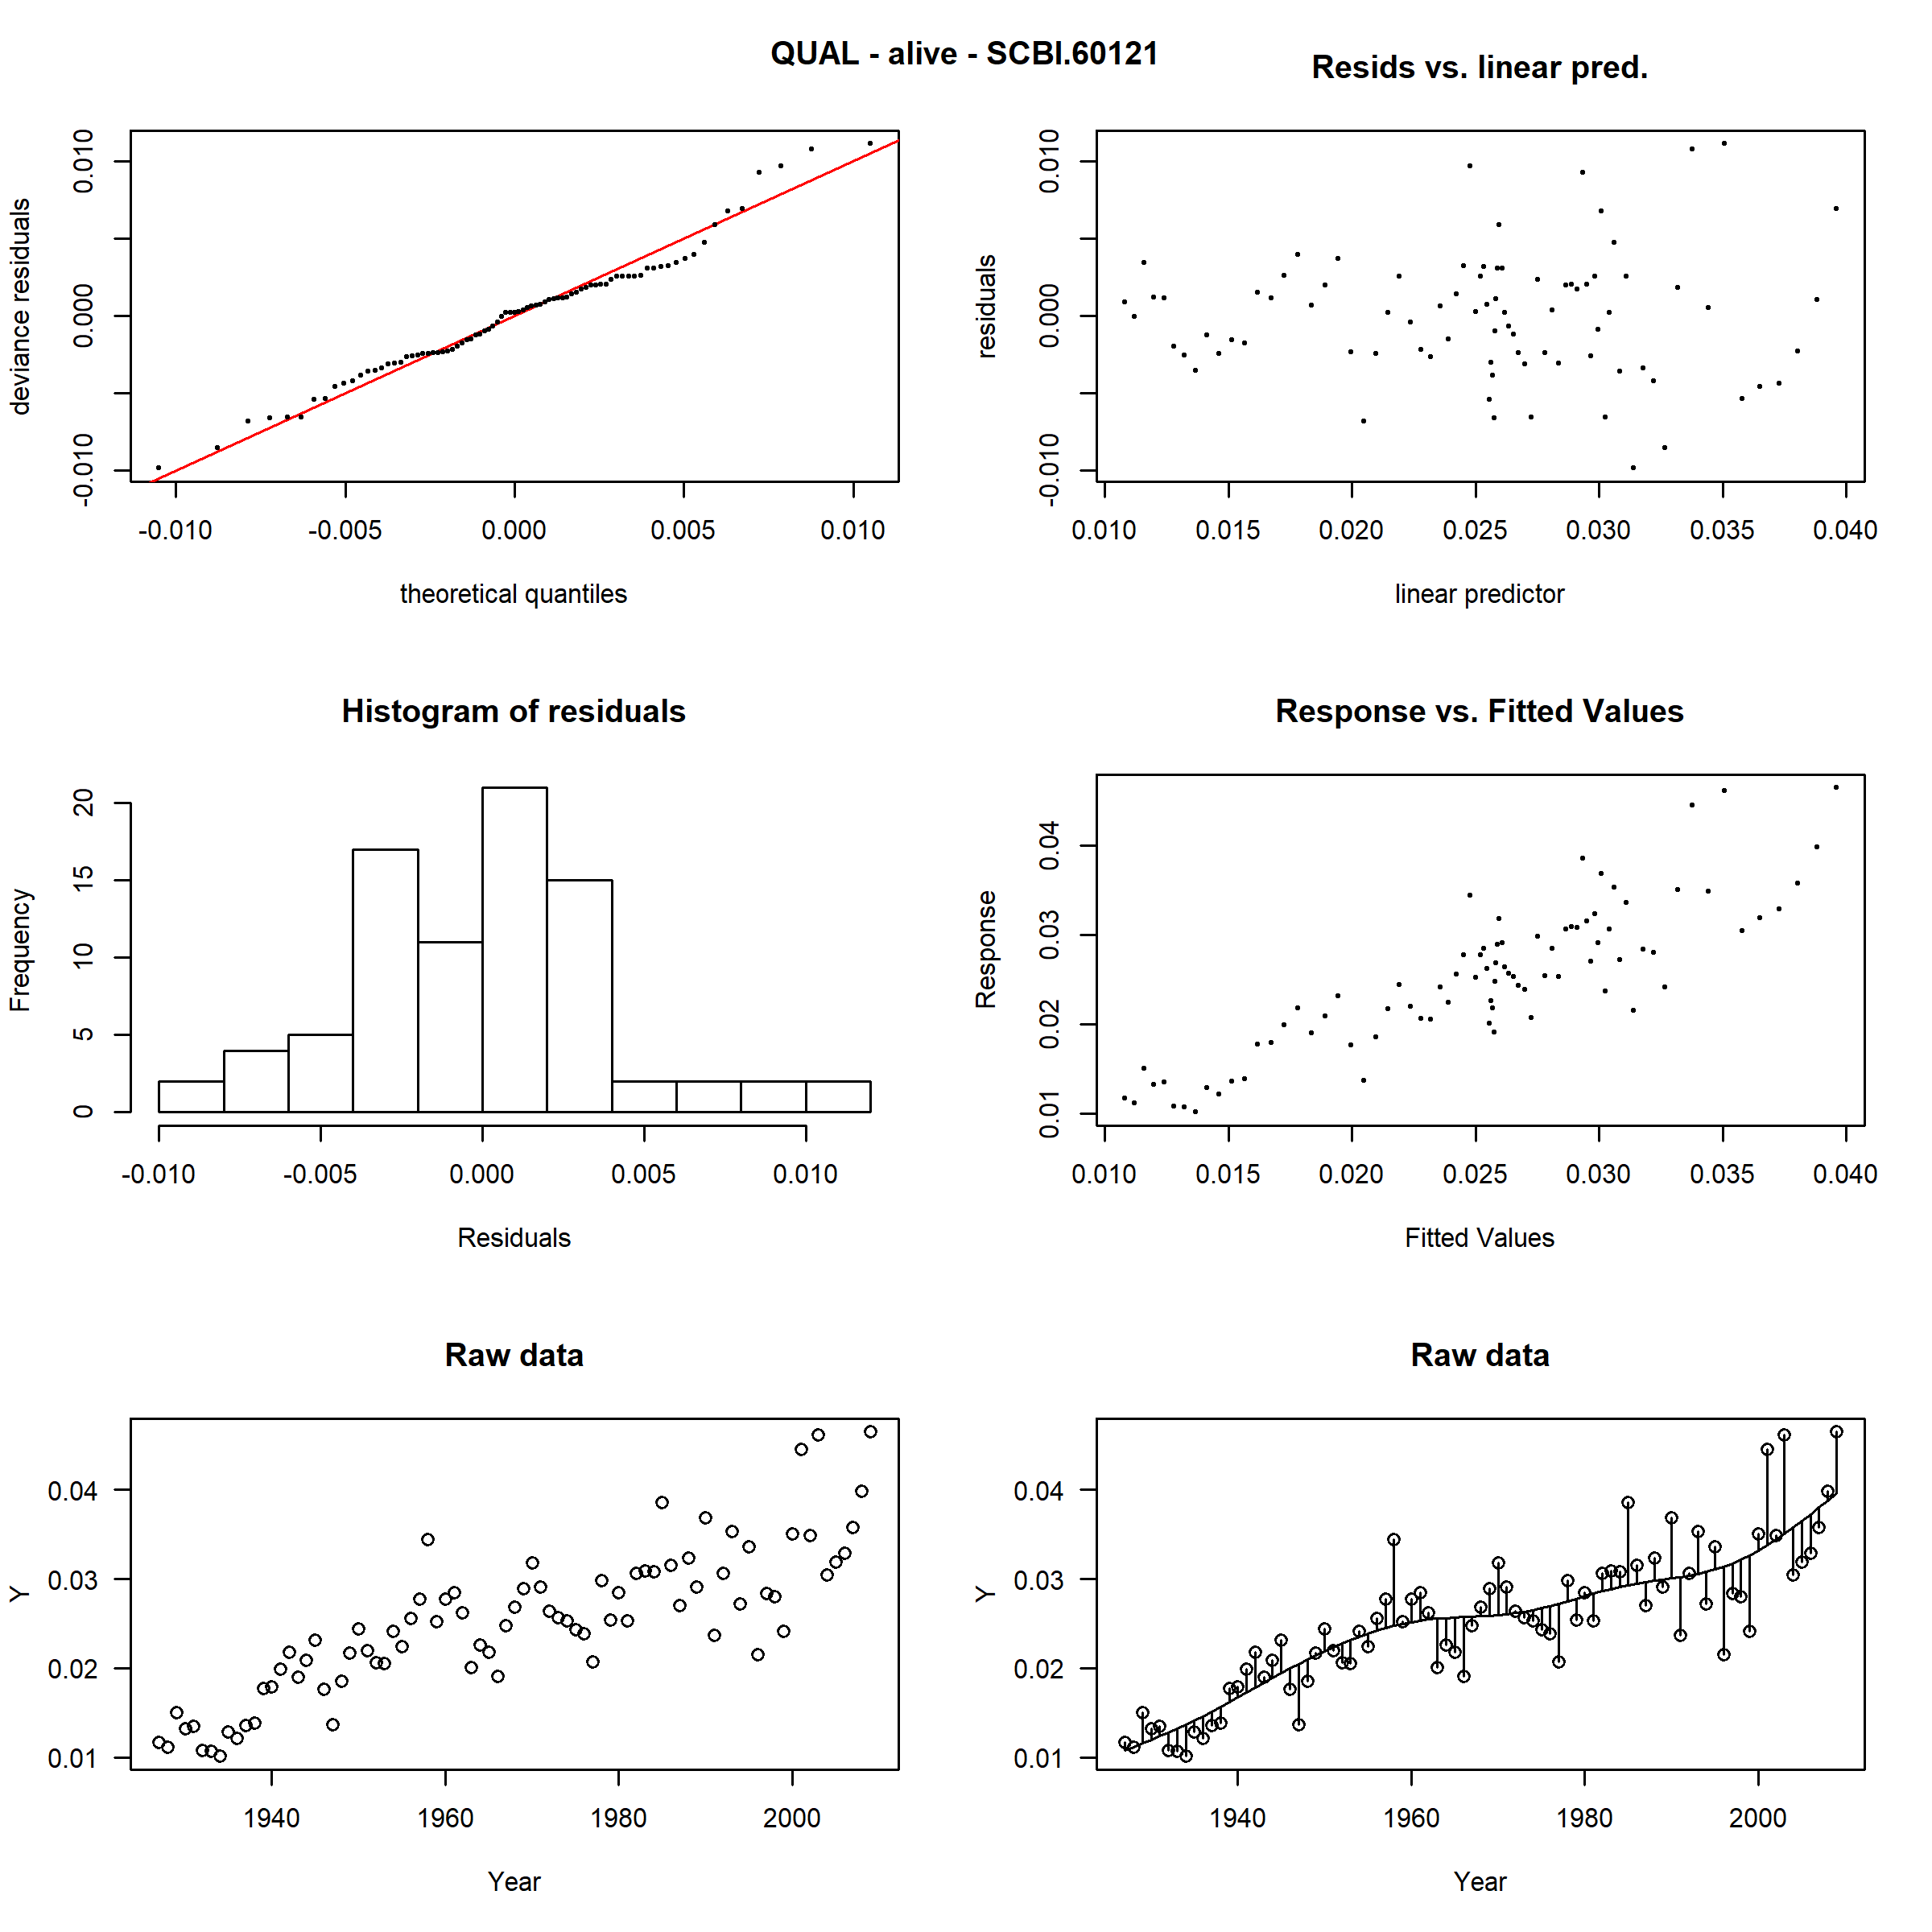 QUAL - alive - SCBI.60121
Resids vs. linear pred.
deviance residuals
-0.010 0.000 0.010
-0.010 -0.005 0.000 0.005 0.010
theoretical quantiles
residuals
-0.010 0.000 0.010
0.010 0.015 0.020 0.025 0.030 0.035 0.040
linear predictor
Histogram of residuals
Frequency
0 5 10 15 20
-0.010 -0.005 0.000 0.005 0.010
Residuals
Response vs. Fitted Values
Response
0.01 0.02 0.03 0.04
0.010 0.015 0.020 0.025 0.030 0.035 0.040
Fitted Values
Raw data
Y
0.04
0.03
0.02
0.01
1940 1960 1980 2000
Year
Raw data
Y
0.04
0.03
0.02
0.01
1940 1960 1980 2000
Year